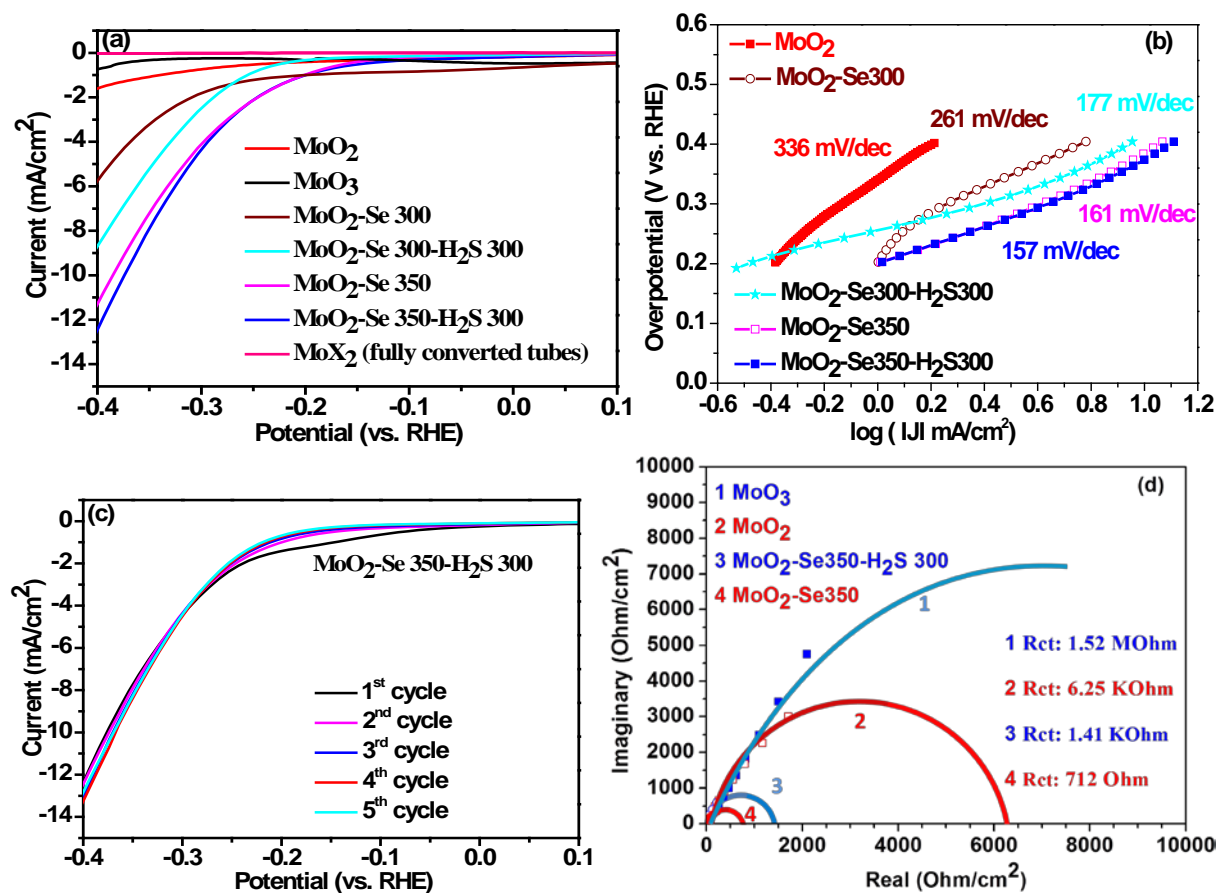 (a)
Current (mA/cm²)
0
-2
-4
-6
-8
-10
-12
-14
MoO₂
MoO₃
MoO₂-Se 300
MoO₂-Se 300-H₂S 300
MoO₂-Se 350
MoO₂-Se 350-H₂S 300
MoX₂ (fully converted tubes)
-0.4 -0.3 -0.2 -0.1 0.0 0.1
Potential (vs. RHE)
(b)
Overpotential (V vs. RHE)
0.6
0.5
0.4
0.3
0.2
0.1
0.0
MoO₂
MoO₂-Se300
177 mV/dec
261 mV/dec
336 mV/dec
161 mV/dec
157 mV/dec
MoO₂-Se300-H₂S300
MoO₂-Se350
MoO₂-Se350-H₂S300
-0.6 -0.4 -0.2 0.0 0.2 0.4 0.6 0.8 1.0 1.2
log ( |J| mA/cm²)
(c)
Current (mA/cm²)
0
-2
-4
-6
-8
-10
-12
-14
MoO₂-Se 350-H₂S 300
1ˢᵗ cycle
2ⁿᵈ cycle
3ʳᵈ cycle
4ᵗʰ cycle
5ᵗʰ cycle
-0.4 -0.3 -0.2 -0.1 0.0 0.1
Potential (vs. RHE)
(d)
Imaginary (Ohm/cm²)
10000
9000
8000
7000
6000
5000
4000
3000
2000
1000
0
1 MoO₃
2 MoO₂
3 MoO₂-Se350-H₂S 300
4 MoO₂-Se350
1
2
3
4
1 Rct: 1.52 MOhm
2 Rct: 6.25 KOhm
3 Rct: 1.41 KOhm
4 Rct: 712 Ohm
0 2000 4000 6000 8000 10000
Real (Ohm/cm²)